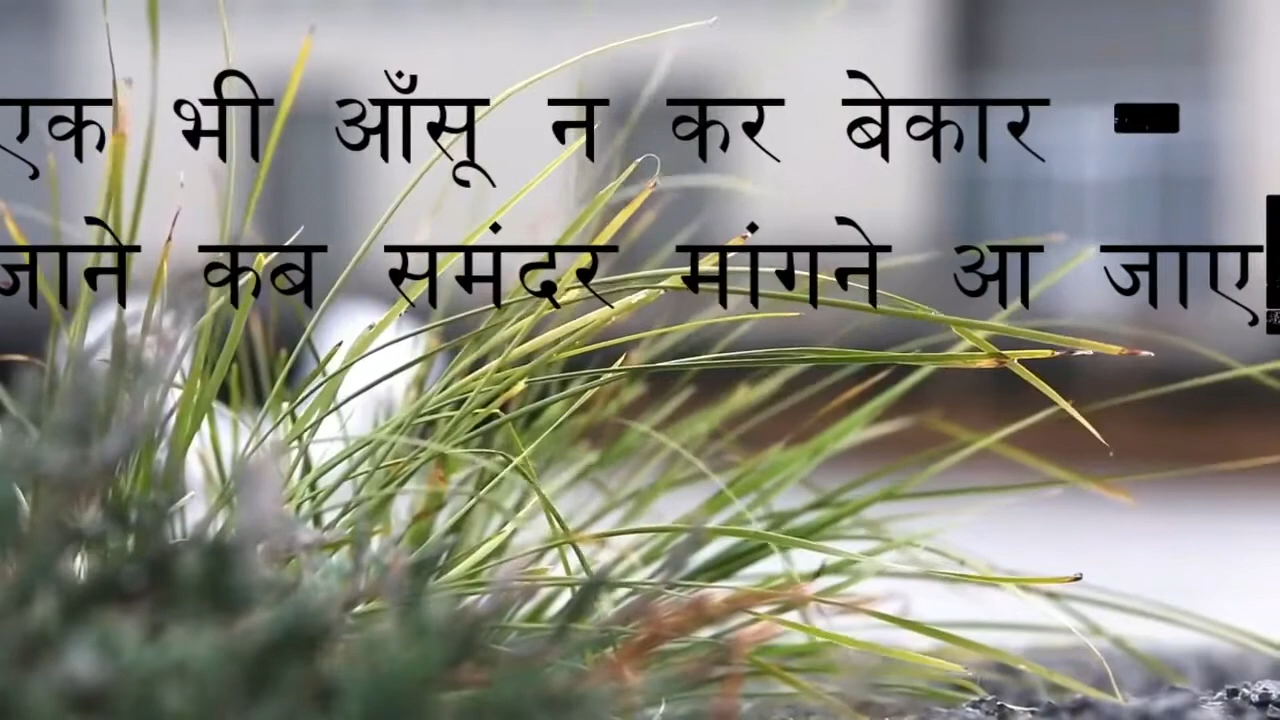 एक भी आँसू न कर बेकार -
जाने कब समंदर मांगने आ जाए